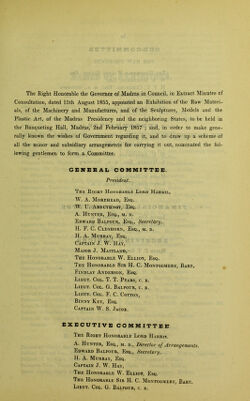 The Right Honorable the Governor of Madras in Council, in Extract Minutes of
Consultation, dated 11th August 1855, appointed an Exhibition of the Raw Materi-
als, of the Machinery and Manufactures, and of the Sculptures, Models and the
Plastic Art, of the Madras Presidency and the neighboring States, to be held in
the Banqueting Hall, Madras, 2nd February 1857; and, in order to make gene-
rally known the wishes of Government regarding it, and to draw up a scheme of
all the minor and subsidiary arrangements for carrying it out, nominated the fol-
lowing gentlemen to form a Committee.
GENERAL COMMITTEE.
President.
The Right Honorable Lord Harris.
W. A. Morehead, Esq.
W. U. Arbuthnot, Esq.
A. Hunter, Esq., M. D.
Edward Balfour, Esq., Secretary.
H. F. C. Cleghorn, Esq., M. D.
H. A. Murray, Esq.
Captain J. W. Hay,
Major J. Maitland,
The Honorable W. Elliot, Esq.
The Honorable Sir H. C. Montgomery, Bart.
Findlay Anderson, Esq.
Lieut. Col. T. T. Pears, C. B.
Lieut. Col. G. Balfour, C. B.
Lieut. Col. F. C. Cotton,
Binny Key, Esq.
Captain W. S. Jacob.
EXECUTIVE COMMITTEE
The Right Honorable Lord Harris.
A. Hunter, Esq., M. D., Director of Arrangements.
Edward Balfour, Esq., Secretary.
H. A. Murray, Esq.
Captain J. W. Hay,
The Honorable W. Elliot, Esq.
The Honorable Sir H. C. Montgomery, Bart.
Lieut. Col. G. Balfour, C. B.